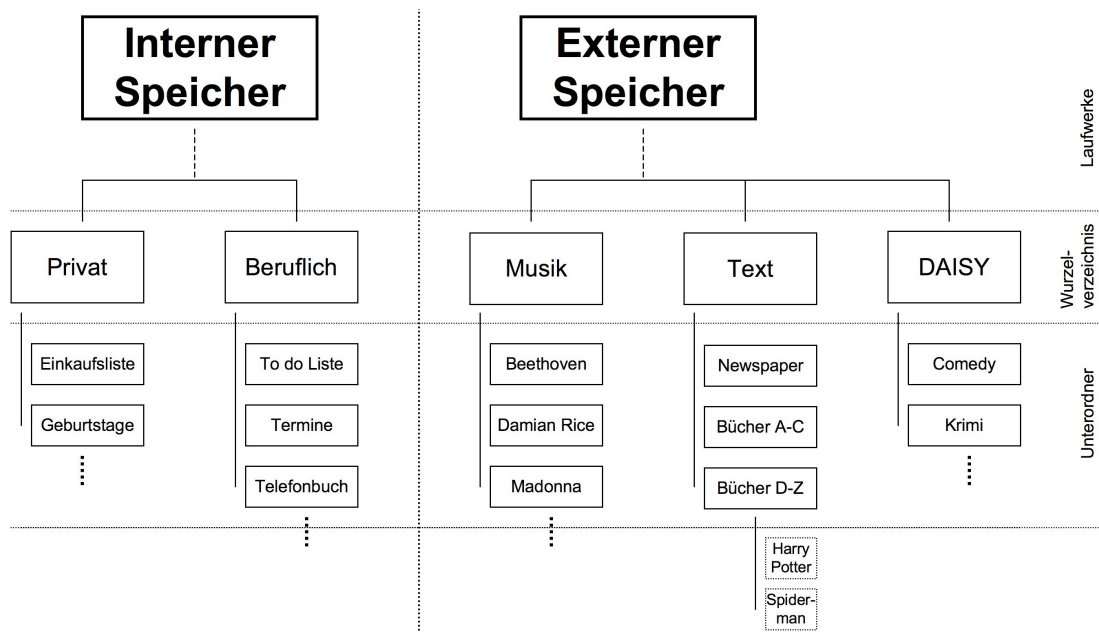 Interner
Speicher
Externer
Speicher
Laufwerke
Privat
Beruflich
Musik
Text
DAISY
Wurzel-
verzeichnis
Einkaufsliste
To do Liste
Beethoven
Newspaper
Comedy
Geburtstage
Termine
Damian Rice
Bücher A-C
Krimi
Unterordner
Telefonbuch
Madonna
Bücher D-Z
Harry
Potter
Spider-
man